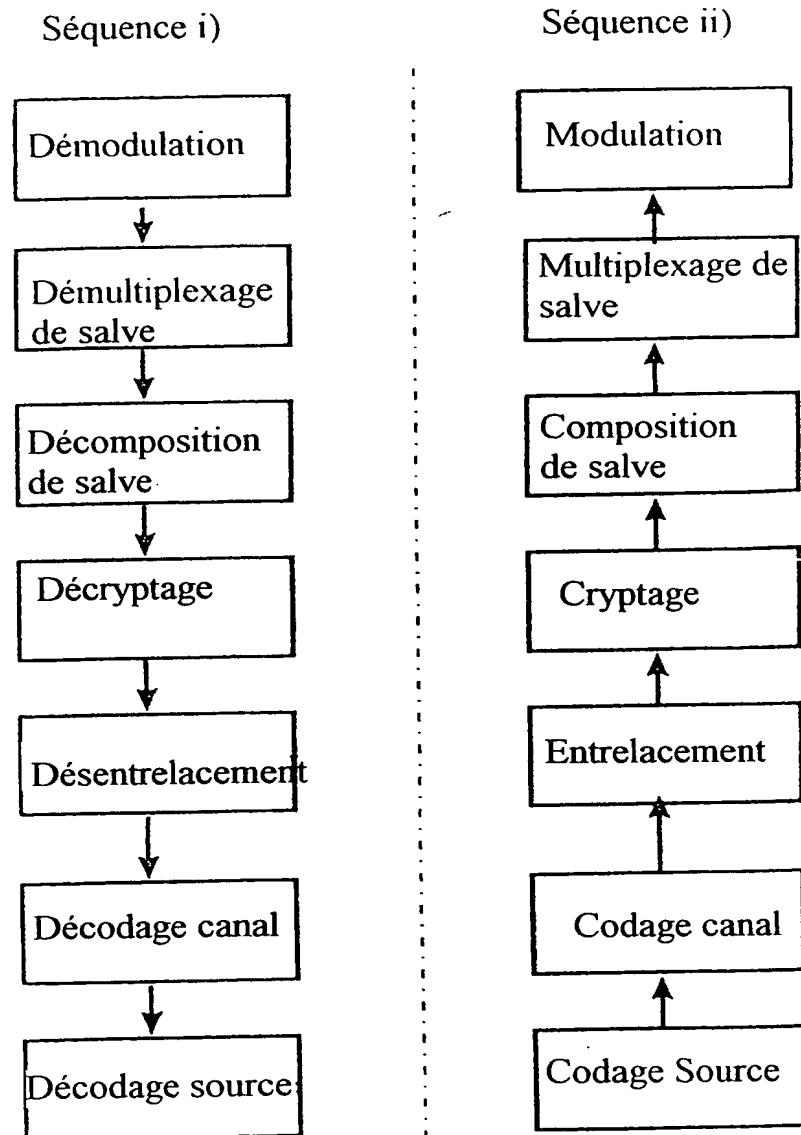 Séquence i)
Démodulation
Démultiplexage
de salve
Décomposition
de salve
Décryptage
Désentrelacement
Décodage canal
Décodage source
Séquence ii)
Modulation
Multiplexage de
salve
Composition
de salve
Cryptage
Entrelacement
Codage canal
Codage Source